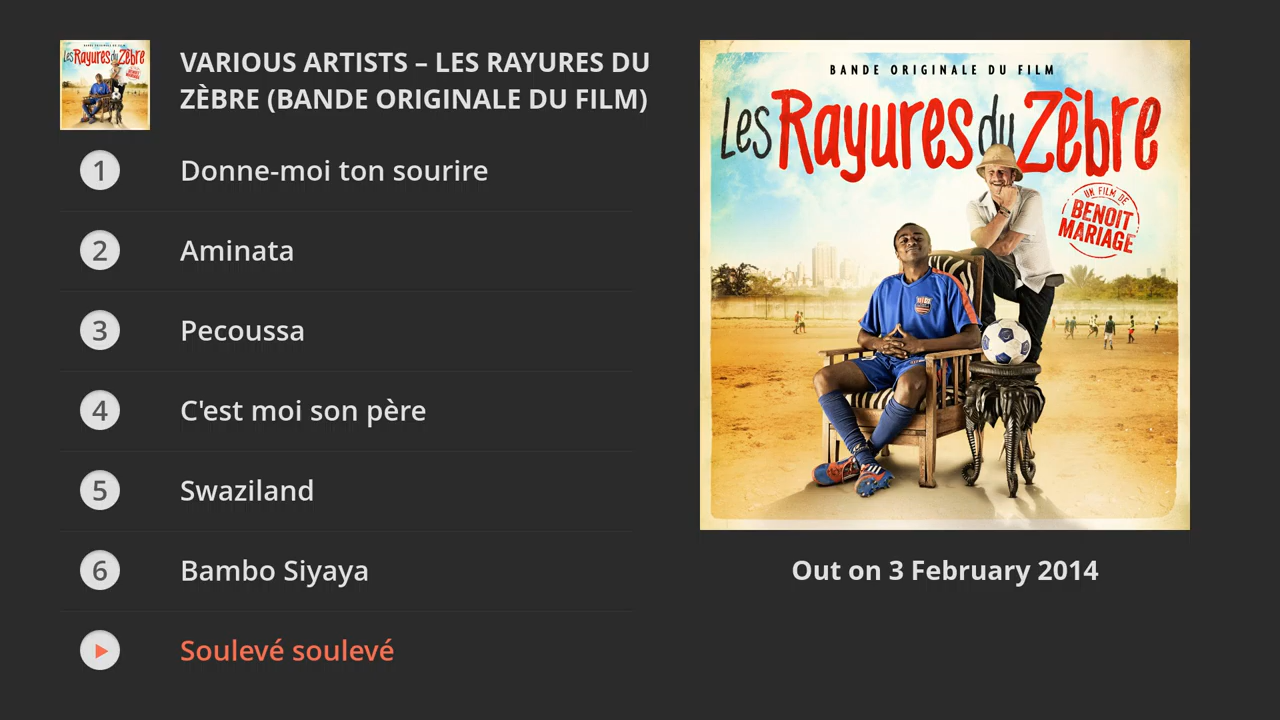 VARIOUS ARTISTS – LES RAYURES DU
ZÈBRE (BANDE ORIGINALE DU FILM)
1 Donne-moi ton sourire
2 Aminata
3 Pecoussa
4 C'est moi son père
5 Swaziland
6 Bambo Siyaya
Soulevé soulevé
BANDE ORIGINALE DU FILM
Les Rayures du Zèbre
UN FILM DE
BENOIT
MARIAGE
Out on 3 February 2014